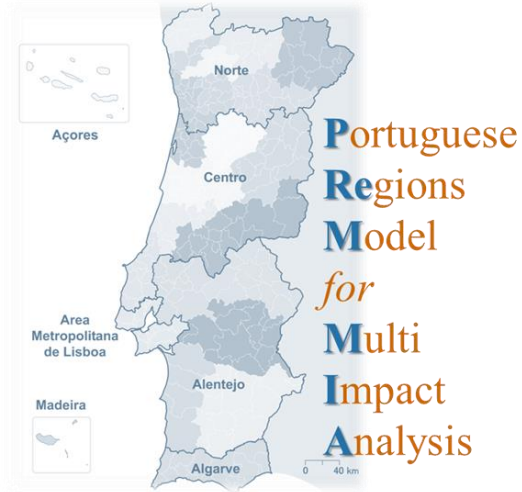 Norte
Açores
Centro
Area
Metropolitana
de Lisboa
Alentejo
Madeira
Algarve
0 40 km
Portuguese
Regions
Model
for
Multi
Impact
Analysis